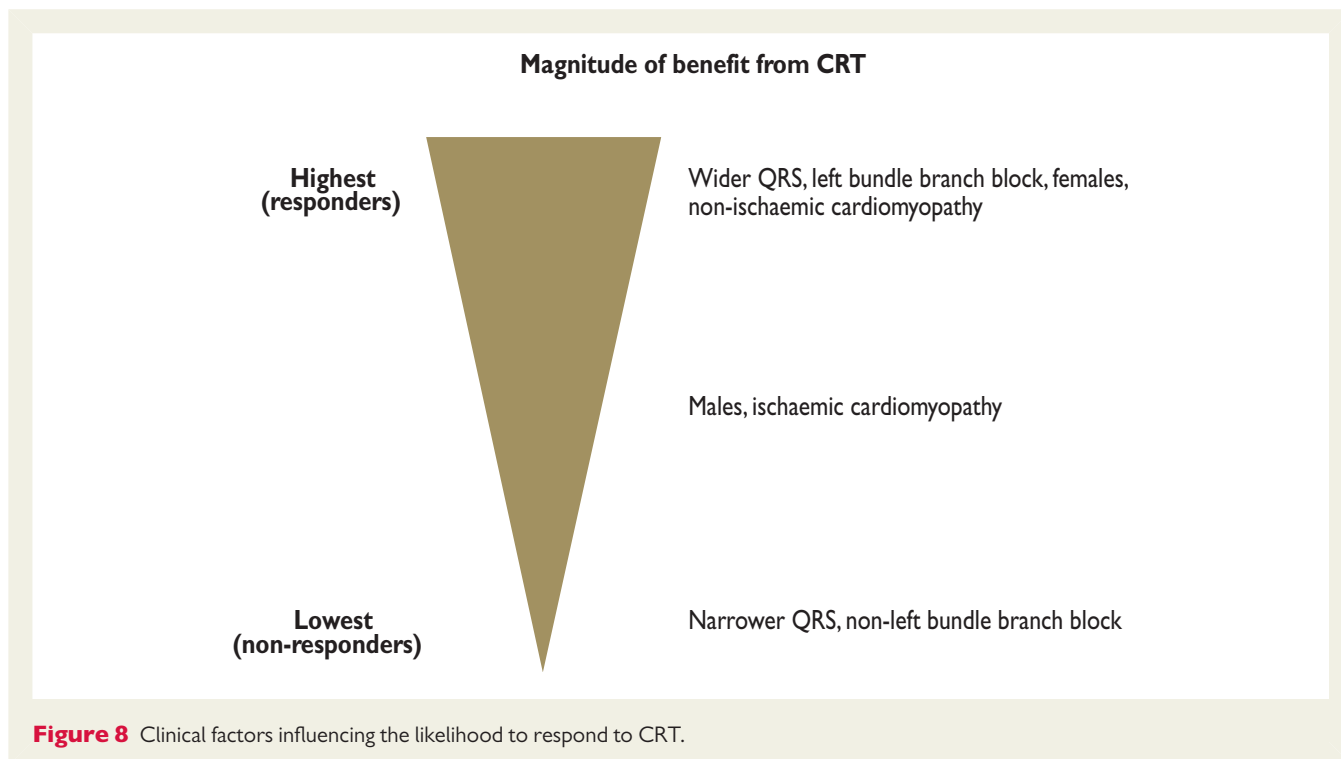 Magnitude of benefit from CRT
Highest
(responders)
Wider QRS, left bundle branch block, females,
non-ischaemic cardiomyopathy
Males, ischaemic cardiomyopathy
Lowest
(non-responders)
Narrower QRS, non-left bundle branch block
Figure 8 Clinical factors influencing the likelihood to respond to CRT.